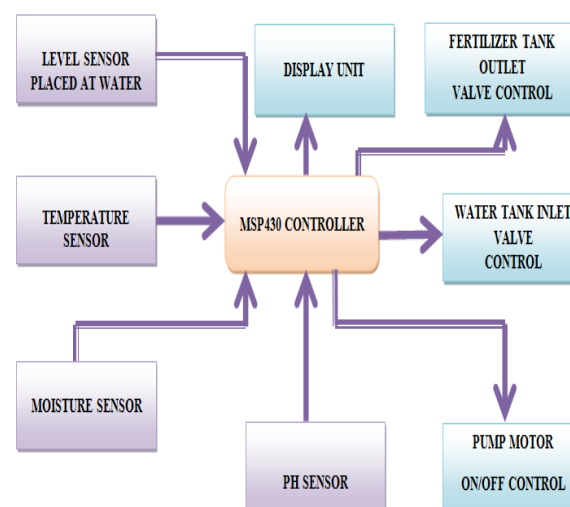 LEVEL SENSOR
PLACED AT WATER
DISPLAY UNIT
FERTILIZER TANK
OUTLET
VALVE CONTROL
TEMPERATURE
SENSOR
MSP430 CONTROLLER
WATER TANK INLET
VALVE
CONTROL
MOISTURE SENSOR
PH SENSOR
PUMP MOTOR
ON/OFF CONTROL